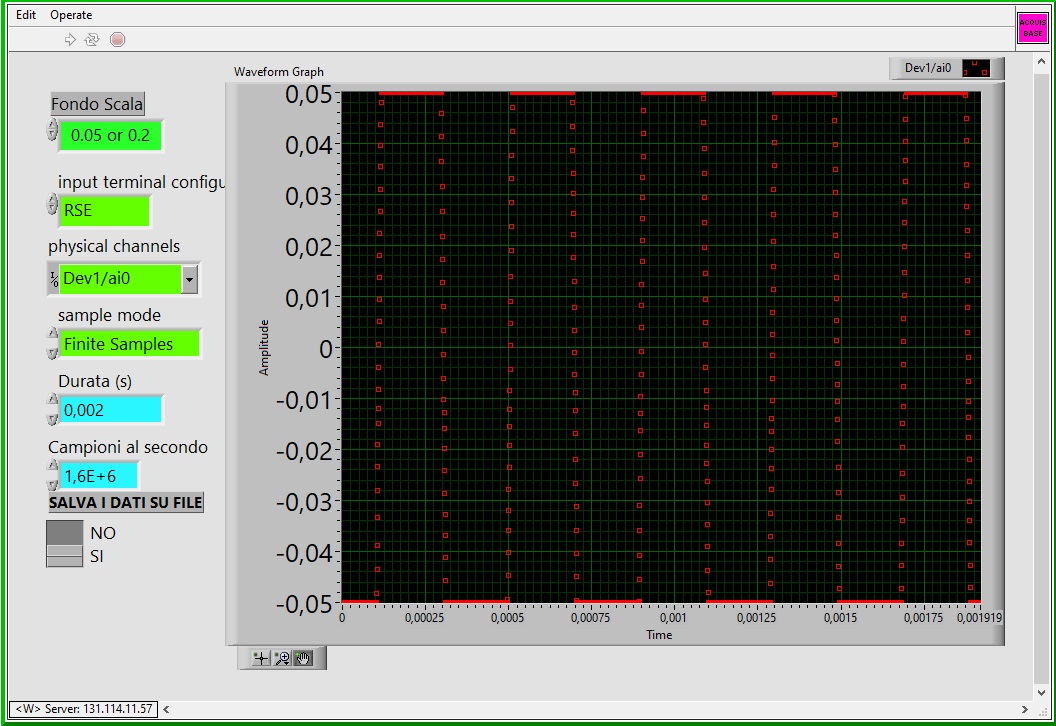 Edit Operate
ACQUIS
BASE
Waveform Graph
Dev1/ai0
Fondo Scala
0.05 or 0.2
input terminal configu
RSE
physical channels
I/O
Dev1/ai0
sample mode
Finite Samples
Durata (s)
0,002
Campioni al secondo
1,6E+6
SALVA I DATI SU FILE
NO
SI
Amplitude
0,05
0,04
0,03
0,02
0,01
0
-0,01
-0,02
-0,03
-0,04
-0,05
0 0,00025 0,0005 0,00075 0,001 0,00125 0,0015 0,00175 0,001919
Time
<W> Server: 131.114.11.57